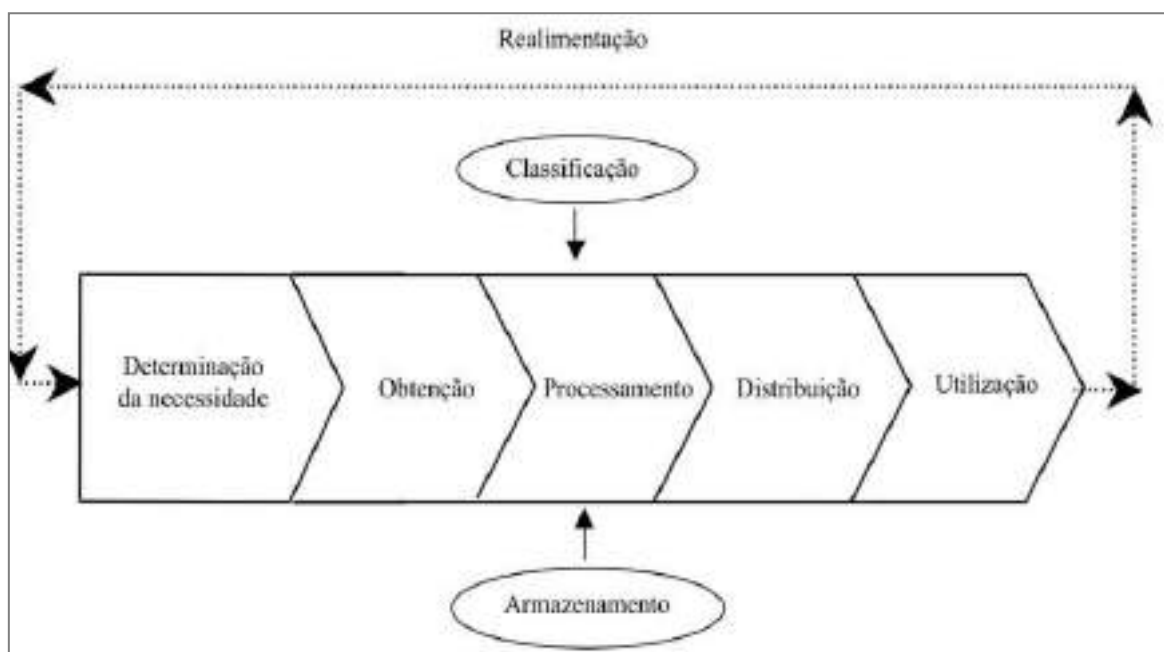 Realimentação
Classificação
Determinação
da necessidade
Obtenção
Processamento
Distribuição
Utilização
Armazenamento